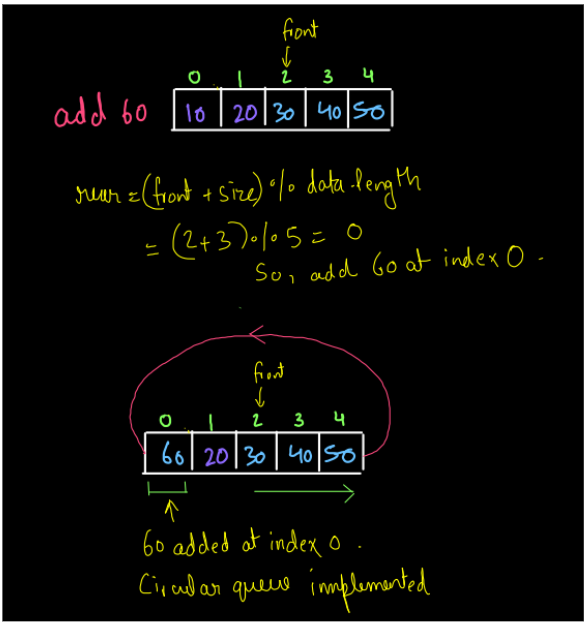 front
0 1 2 3 4
add 60 10 20 30 40 50
rear = (front + size) % data.length
= (2+3) % 5 = 0
So, add 60 at index 0.
front
0 1 2 3 4
60 20 30 40 50
60 added at index 0.
Circular queue implemented